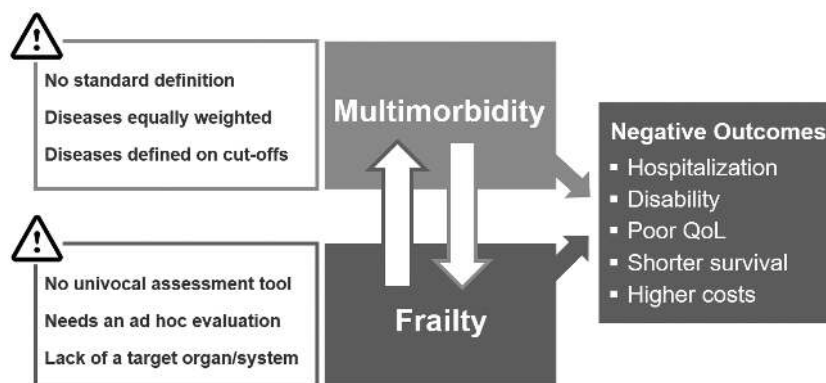 No standard definition
Diseases equally weighted
Diseases defined on cut-offs
Multimorbidity
No univocal assessment tool
Needs an ad hoc evaluation
Lack of a target organ/system
Frailty
Negative Outcomes
▪ Hospitalization
▪ Disability
▪ Poor QoL
▪ Shorter survival
▪ Higher costs